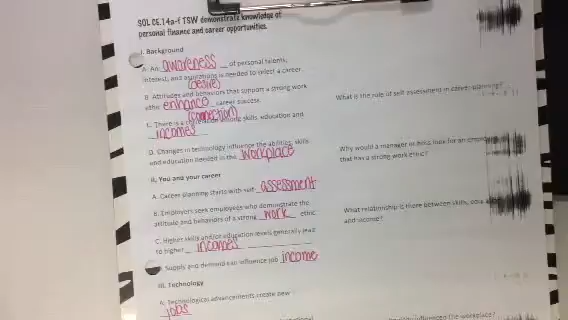 SOL CE.14a-f TSW demonstrate knowledge of
personal finance and career opportunities.
I. Background
A. An awareness of personal talents,
interest, and aspirations is needed to select a career.
(desire)
B. Attitudes and behaviors that support a strong work
ethic enhance career success.
(connection)
C. There is a correlation among skills, education and
incomes
D. Changes in technology influence the abilities, skills
and education needed in the workplace
II. You and your career
A. Career planning starts with self- assessment
B. Employers seek employees who demonstrate the
attitude and behaviors of a strong work ethic
C. Higher skills and/or education levels generally lead
to higher incomes
Supply and demand can influence job income
III. Technology
A. Technological advancements create new
jobs
What is the role of self assessment in career planning?
Why would a manager or boss look for an
that has a strong work ethic?
What relationship is there between skills,
and income?
influenced the workplace?